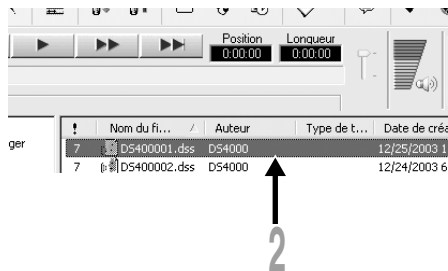 Position Longueur
0:00:00 0:00:00
! Nom du fi... Auteur Type de t... Date de créa
ger
7 DS400001.dss DS4000 12/25/2003 1
7 DS400002.dss DS4000 12/24/2003 6
2